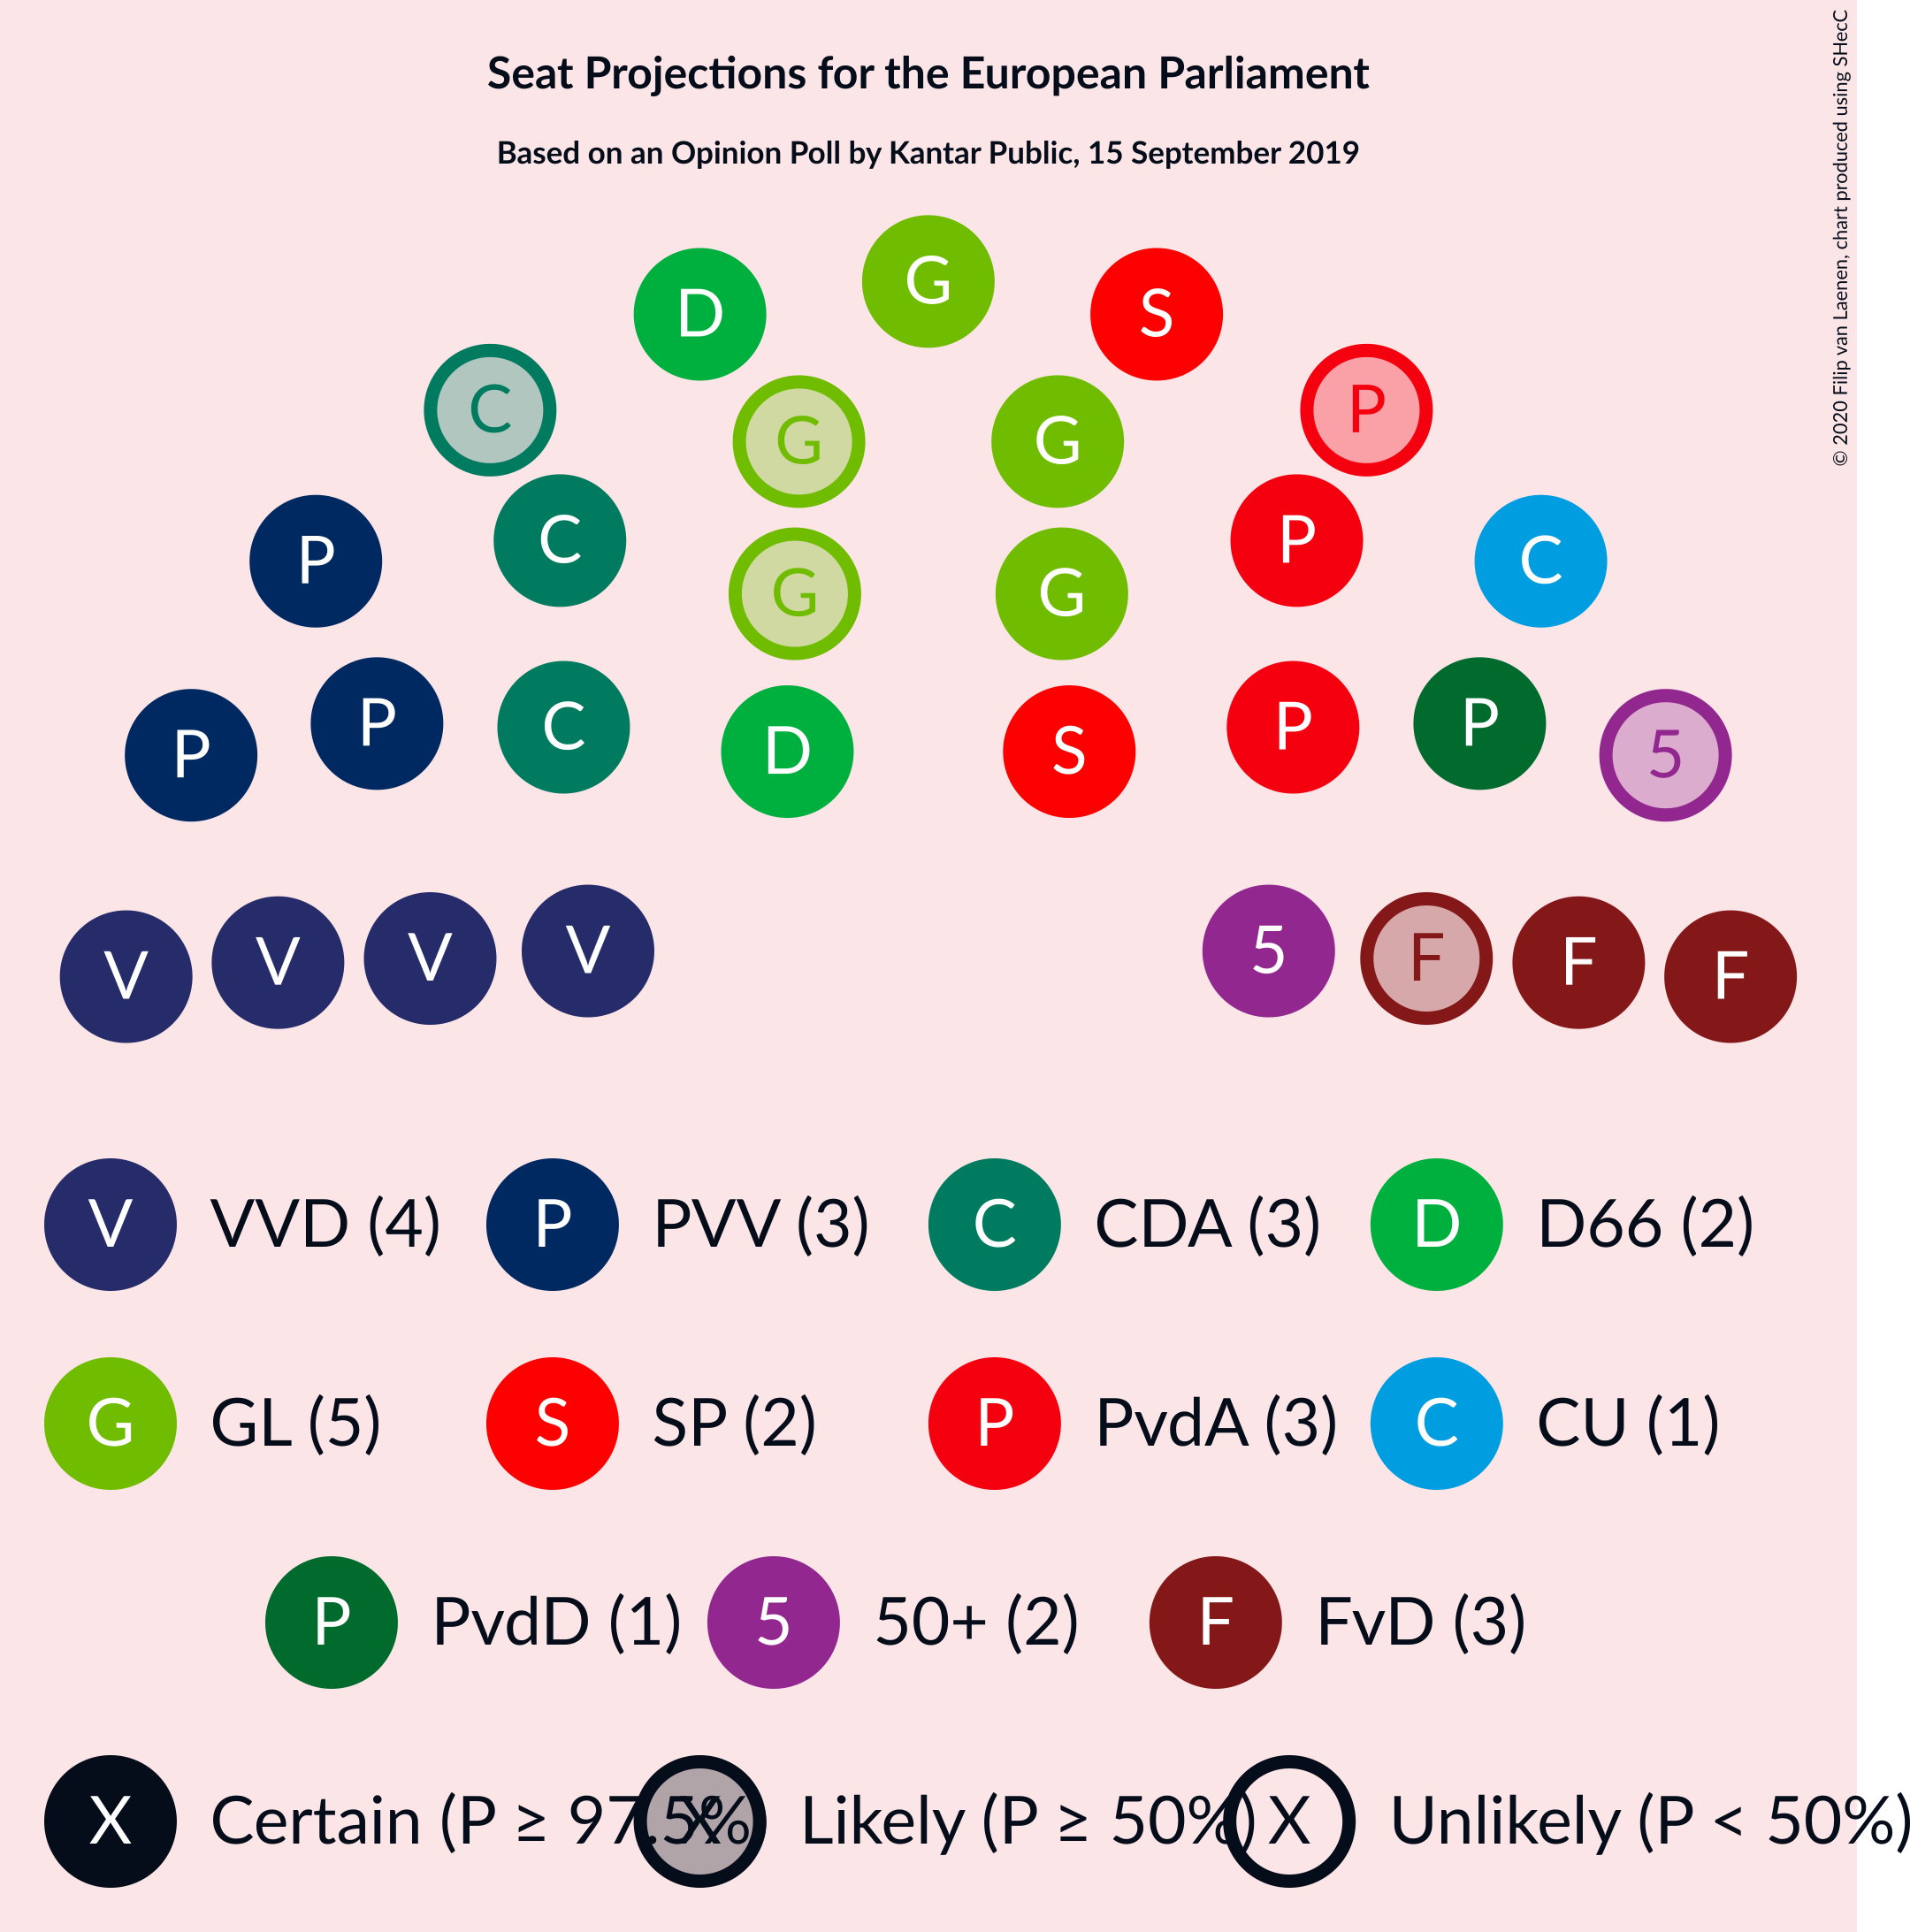 Seat Projections for the European Parliament
Based on an Opinion Poll by Kantar Public, 15 September 2019
© 2020 Filip van Laenen, chart produced using SHecC
G
D S
C P
G G
C P
P C
G G
P C P P
P 5
D S
V V V V 5 F F F
V VVD (4) P PVV (3) C CDA (3) D D66 (2)
G GL (5) S SP (2) P PvdA (3) C CU (1)
P PvdD (1) 5 50+ (2) F FvD (3)
X Certain (P ≥ 97.5% X Likely (P ≥ 50%) X Unlikely (P < 50%)